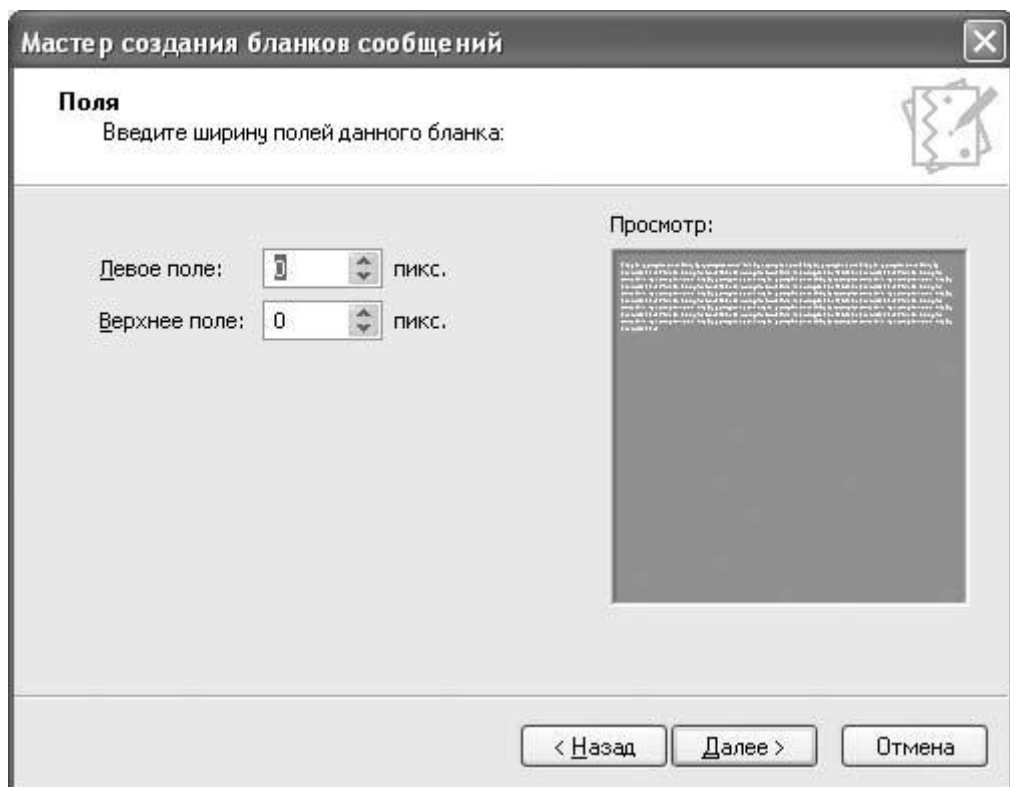 Мастер создания бланков сообщений
Поля
Введите ширину полей данного бланка:
Просмотр:
Левое поле: 0 пикс.
Верхнее поле: 0 пикс.
< Назад Далее > Отмена